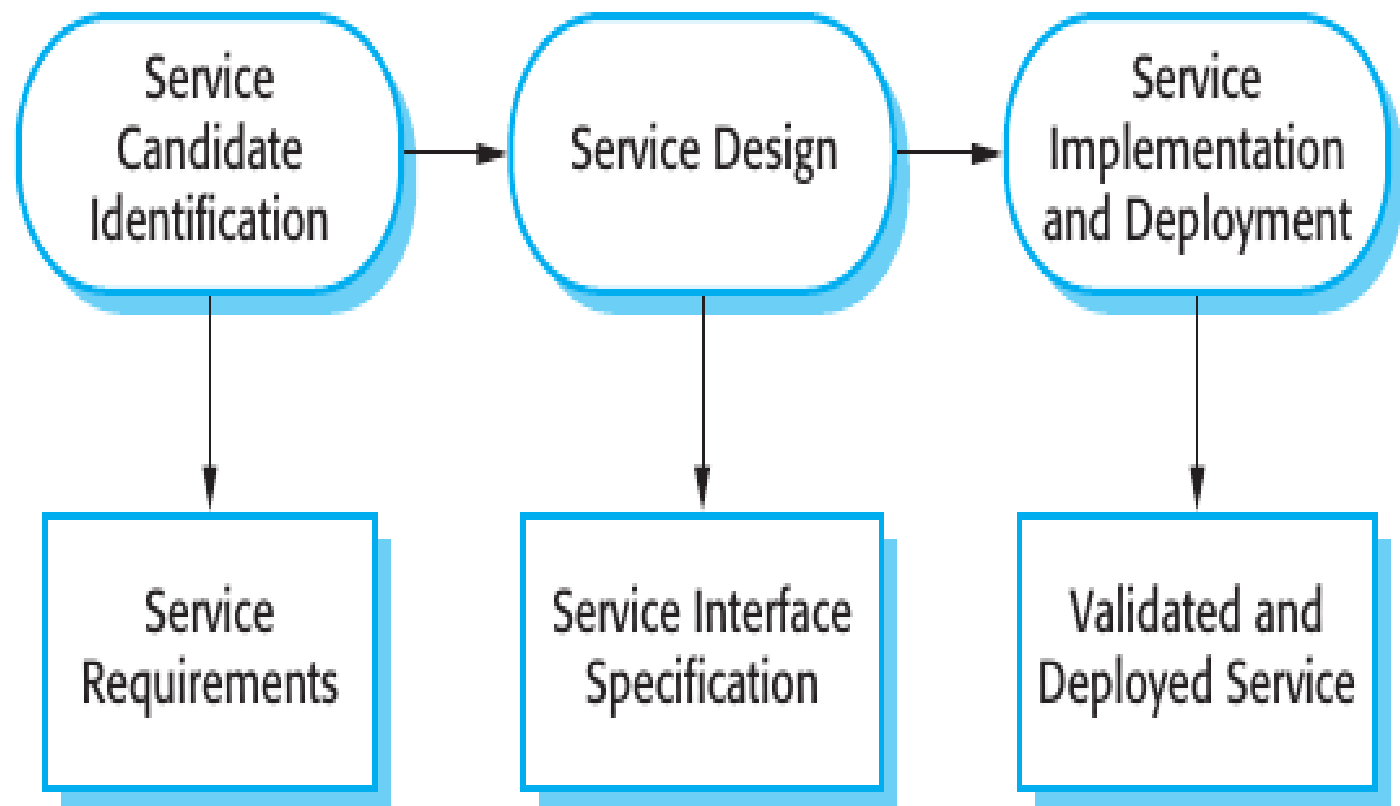 Service
Candidate
Identification
Service Design
Service
Implementation
and Deployment
Service
Requirements
Service Interface
Specification
Validated and
Deployed Service